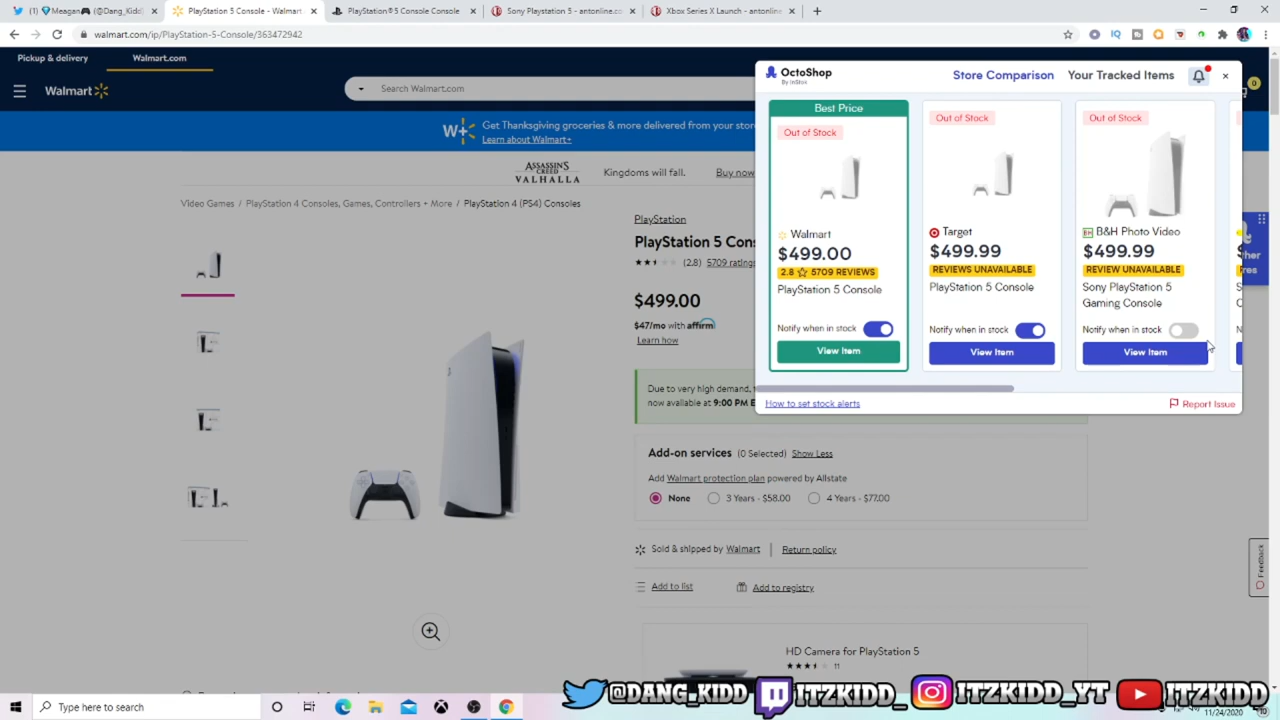 Meagan🎮 (@Dang_Kidd)
PlayStation 5 Console - Walmart
PlayStation®5 Console Console
Sony Playstation 5 - antonline.co
Xbox Series X Launch - antonline
walmart.com/ip/PlayStation-5-Console/363472942
Pickup & delivery
Walmart.com
Walmart
Search Walmart.com
0
W+
Get Thanksgiving groceries & more delivered from your store
Learn about Walmart+
ASSASSIN'S
CREED
VALHALLA
Kingdoms will fall.
Buy now
Video Games / PlayStation 4 Consoles, Games, Controllers + More / PlayStation 4 (PS4) Consoles
PlayStation
PlayStation 5 Cons
(2.8) 5709 ratings
$499.00
$47/mo with affirm
Learn how
Due to very high demand,
now available at 9:00 PM E
Add-on services (0 Selected) Show Less
Add Walmart protection plan powered by Allstate
None
3 Years - $58.00
4 Years - $77.00
Sold & shipped by Walmart
Return policy
Add to list
Add to registry
HD Camera for PlayStation 5
11
OctoShop
By InStok
Store Comparison
Your Tracked Items
Best Price
Out of Stock
Walmart
$499.00
2.8 ☆ 5709 REVIEWS
PlayStation 5 Console
Notify when in stock
View Item
Out of Stock
Target
$499.99
REVIEWS UNAVAILABLE
PlayStation 5 Console
Notify when in stock
View Item
Out of Stock
B&H Photo Video
$499.99
REVIEW UNAVAILABLE
Sony PlayStation 5
Gaming Console
Notify when in stock
View Item
How to set stock alerts
Report Issue
Feedback
@DANG_KIDD
ITZKIDD_
ITZKIDD_YT
ITZKIDD
Type here to search
11/24/2020